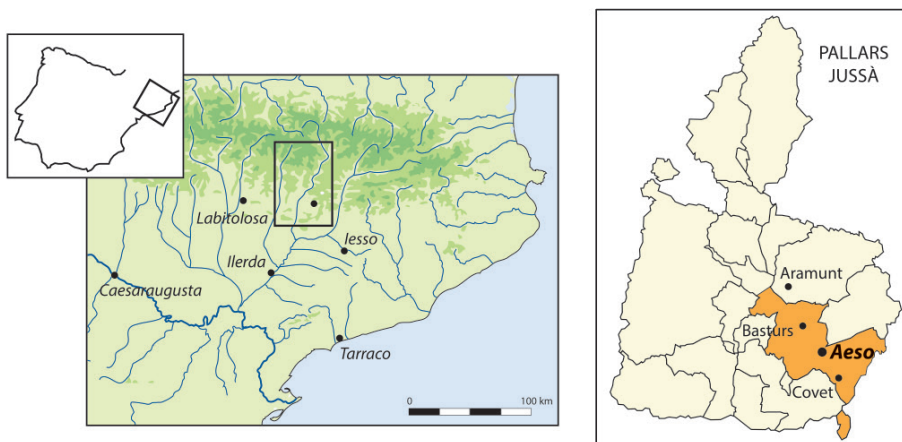 Labitolosa
Iesso
Ilerda
Caesaraugusta
Tarraco
0
100 km
PALLARS
JUSSÀ
Aramunt
Basturs
Aeso
Covet